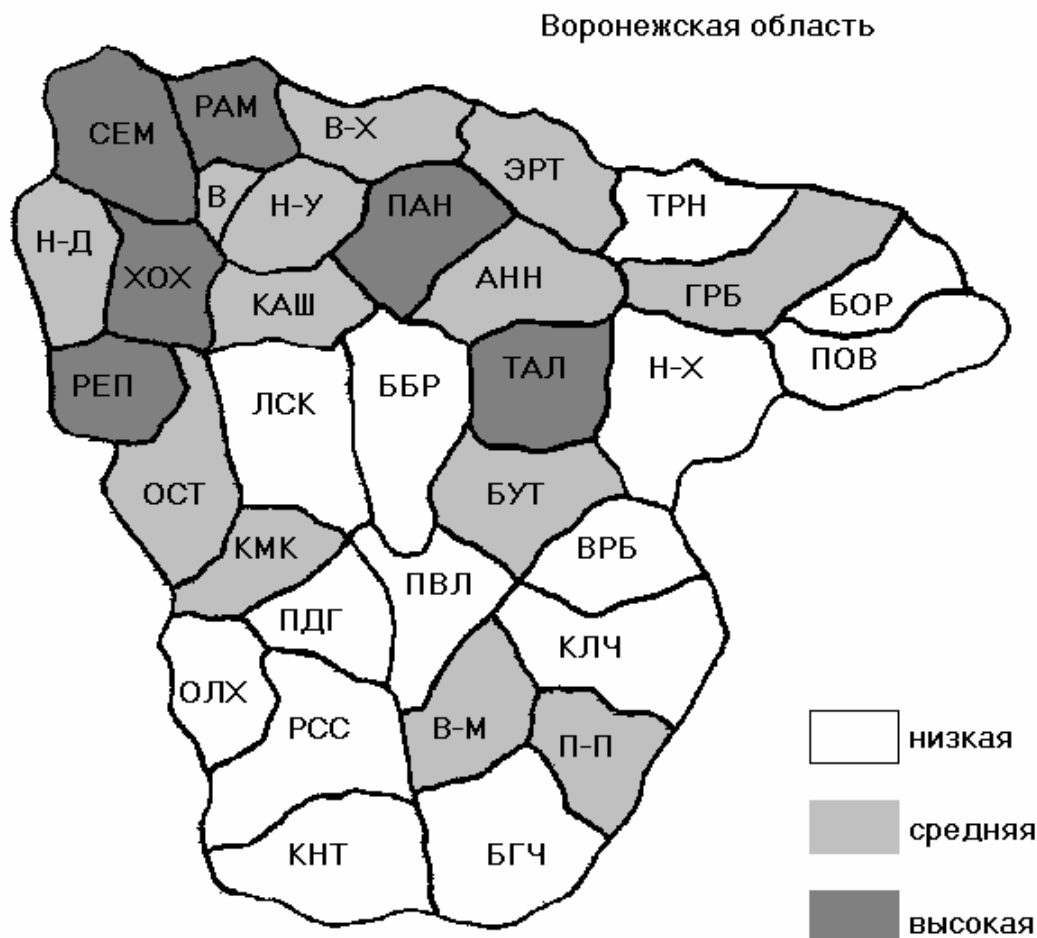 Воронежская область
СЕМ
РАМ
В-Х
ЭРТ
ТРН
В
Н-У
ПАН
Н-Д
ХОХ
КАШ
АНН
ГРБ
БОР
ПОВ
РЕП
ЛСК
ББР
ТАЛ
Н-Х
ОСТ
БУТ
КМК
ВРБ
ПДГ
ПВЛ
КЛЧ
ОЛХ
РСС
В-М
П-П
КНТ
БГЧ
низкая
средняя
высокая